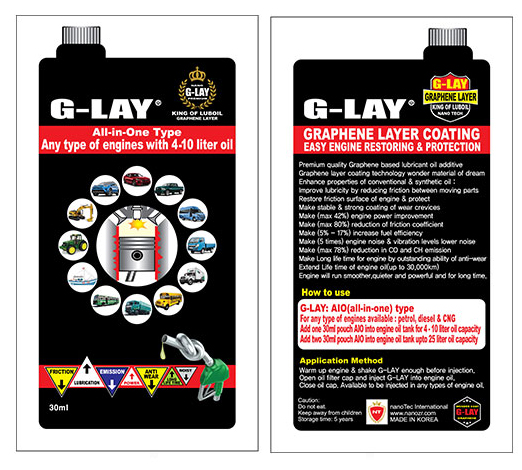 G-LAY
KING OF LUBOIL
GRAPHENE LAYER
G-LAY®
All-in-One Type
Any type of engines with 4-10 liter oil
FRICTION
LUBRICATION
EMISSION
POWER
ANTI
WEAR
NOISE
30ml
G-LAY
GRAPHENE LAYER
KING OF LUBOIL
NANO TECH
G-LAY®
GRAPHENE LAYER COATING
EASY ENGINE RESTORING & PROTECTION
Premium quality Graphene based lubricant oil additive
Graphene layer coating technology wonder material of dream
Enhance properties of conventional & synthetic oil :
Improve lubricity by reducing friction between moving parts
Restore friction surface of engine & protect
Make stable & strong coating of wear crevices
Make (max 42%) engine power improvement
Make (max 80%) reduction of friction coefficient
Make (5% - 17%) increase fuel efficiency
Make (5 times) engine noise & vibration levels lower noise
Make (max 78%) reduction in CO and CH emission
Make Long life time for engine by outstanding ability of anti-wear
Extend Life time of engine oil(up to 30,000km)
Engine will run smoother,quieter and powerful and for long time,
How to use
G-LAY: AIO(all-in-one) type
For any type of engines available : petrol, diesel & CNG
Add one 30ml pouch AIO into engine oil tank for 4 - 10 liter oil capacity
Add two 30ml pouch AIO into engine oil tank upto 25 liter oil capacity
Application Method
Warm up engine & shake G-LAY enough before injection,
Open oil filter cap and inject G-LAY into engine oil,
Close oil cap, Available to be injected in any types of engine oil,
Caution:
Do not eat.
Keep away from children
Storage time: 5 years
NT
nanoTec International
www.nanozr.com
MADE IN KOREA
G-LAY